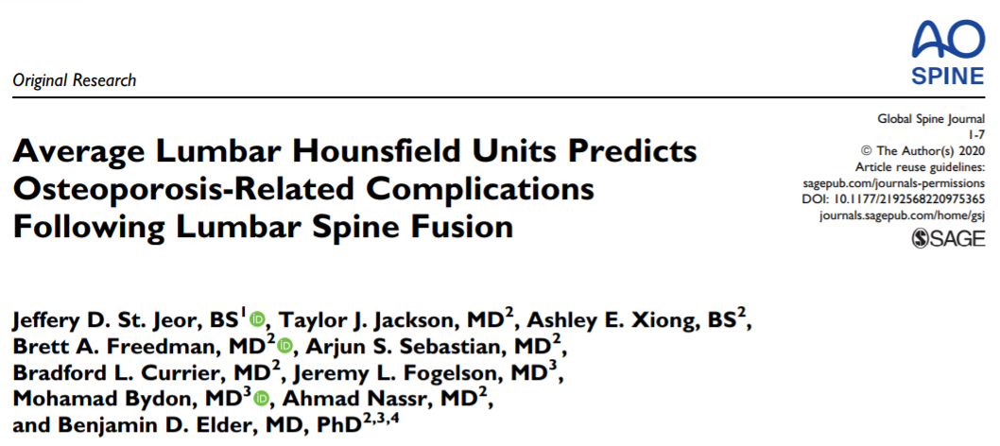 AO
SPINE
Original Research
Global Spine Journal
1-7
© The Author(s) 2020
Article reuse guidelines:
sagepub.com/journals-permissions
DOI: 10.1177/2192568220975365
journals.sagepub.com/home/gsj
SAGE
Average Lumbar Hounsfield Units Predicts
Osteoporosis-Related Complications
Following Lumbar Spine Fusion
Jeffery D. St. Jeor, BS1 iD, Taylor J. Jackson, MD2, Ashley E. Xiong, BS2,
Brett A. Freedman, MD2 iD, Arjun S. Sebastian, MD2,
Bradford L. Currier, MD2, Jeremy L. Fogelson, MD3,
Mohamad Bydon, MD3 iD, Ahmad Nassr, MD2,
and Benjamin D. Elder, MD, PhD2,3,4